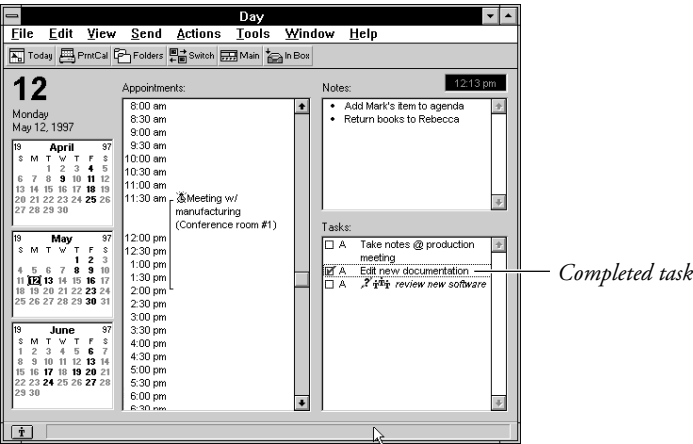 Day
File Edit View Send Actions Tools Window Help
Today PrntCal Folders Switch Main In Box
12
Monday
May 12, 1997
19 April 97
S M T W T F S
1 2 3 4 5
6 7 8 9 10 11 12
13 14 15 16 17 18 19
20 21 22 23 24 25 26
27 28 29 30
19 May 97
S M T W T F S
1 2 3
4 5 6 7 8 9 10
11 12 13 14 15 16 17
18 19 20 21 22 23 24
25 26 27 28 29 30 31
19 June 97
S M T W T F S
1 2 3 4 5 6 7
8 9 10 11 12 13 14
15 16 17 18 19 20 21
22 23 24 25 26 27 28
29 30
Appointments:
8:00 am
8:30 am
9:00 am
9:30 am
10:00 am
10:30 am
11:00 am
11:30 am Meeting w/
manufacturing
(Conference room #1)
12:00 pm
12:30 pm
1:00 pm
1:30 pm
2:00 pm
2:30 pm
3:00 pm
3:30 pm
4:00 pm
4:30 pm
5:00 pm
5:30 pm
6:00 pm
6:30 pm
Notes:
12:13 pm
• Add Mark's item to agenda
• Return books to Rebecca
Tasks:
A Take notes @ production
meeting
A Edit new documentation
A ? review new software
Completed task